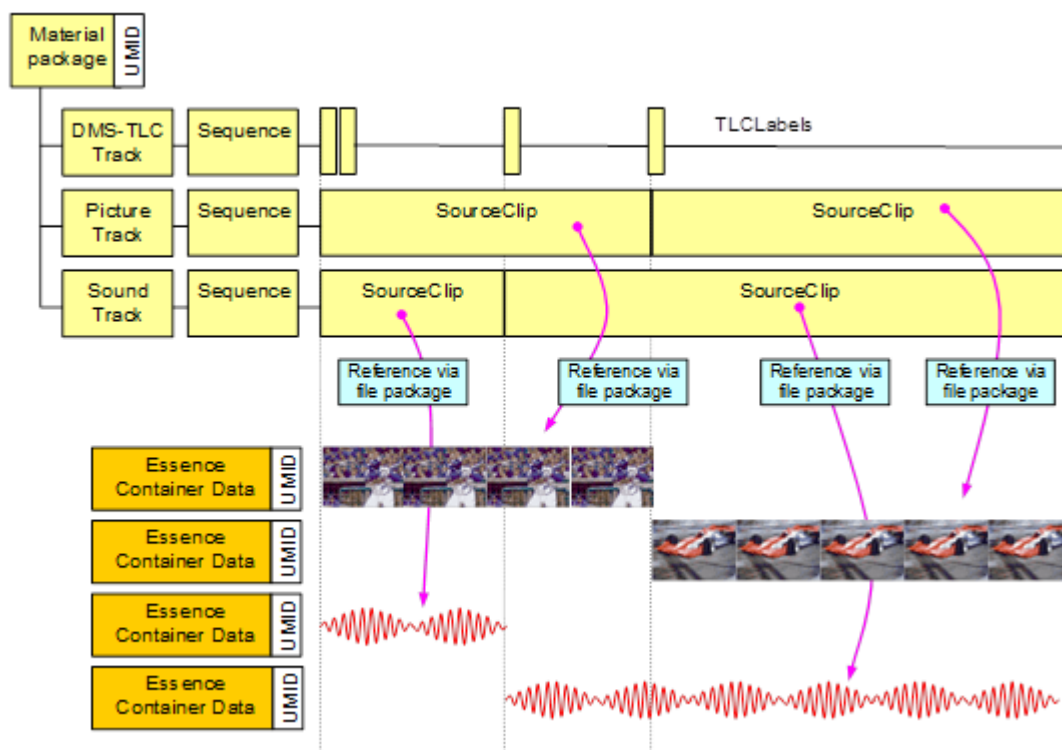 Material
package
UMID
DMS-TLC
Track
Sequence
TLCLabels
Picture
Track
Sequence
SourceClip
SourceClip
Sound
Track
Sequence
SourceClip
SourceClip
Reference via
file package
Reference via
file package
Reference via
file package
Reference via
file package
Essence
Container Data
UMID
Essence
Container Data
UMID
Essence
Container Data
UMID
Essence
Container Data
UMID